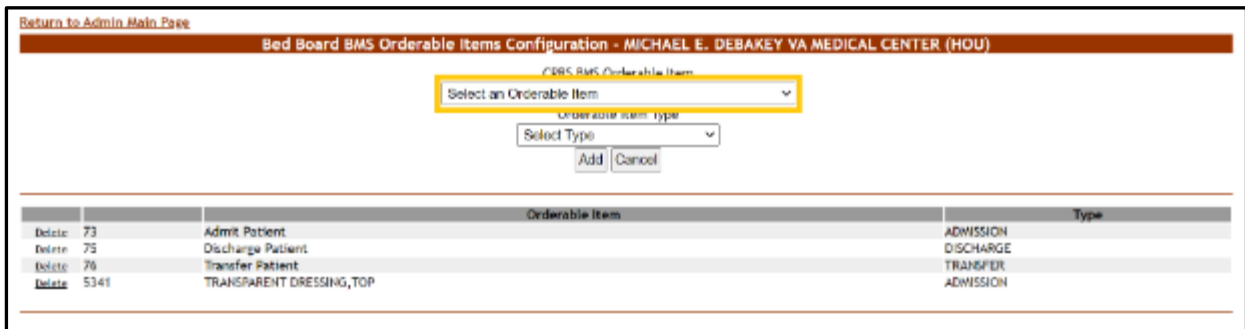 Return to Admin Main Page
Bed Board BMS Orderable Items Configuration - MICHAEL E. DEBAKEY VA MEDICAL CENTER (HOU)
CPRS BMS Orderable Item
Select an Orderable Item
Orderable Item Type
Select Type
Add Cancel
Orderable Item Type
Delete 73 Admit Patient ADMISSION
Delete 75 Discharge Patient DISCHARGE
Delete 76 Transfer Patient TRANSFER
Delete 5341 TRANSPARENT DRESSING,TOP ADMISSION